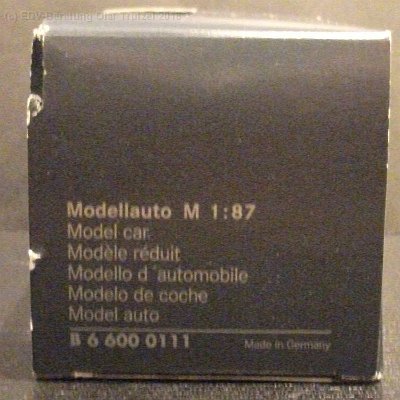 Modellauto M 1:87
Model car
Modèle réduit
Modello d'automobile
Modelo de coche
Model auto
B 6 600 0111
Made in Germany